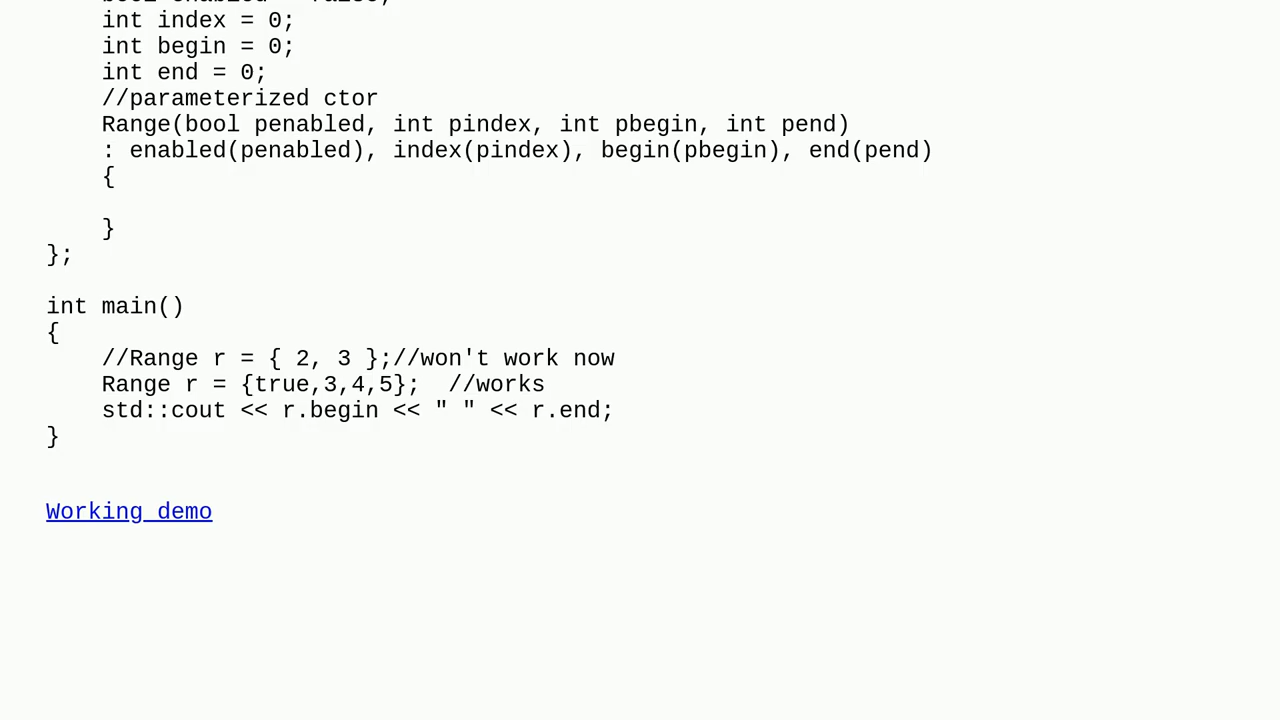 int index = 0;
int begin = 0;
int end = 0;
//parameterized ctor
Range(bool penabled, int pindex, int pbegin, int pend)
: enabled(penabled), index(pindex), begin(pbegin), end(pend)
{
}
};
int main()
{
//Range r = { 2, 3 };//won't work now
Range r = {true,3,4,5};  //works
std::cout << r.begin << " " << r.end;
}
Working demo